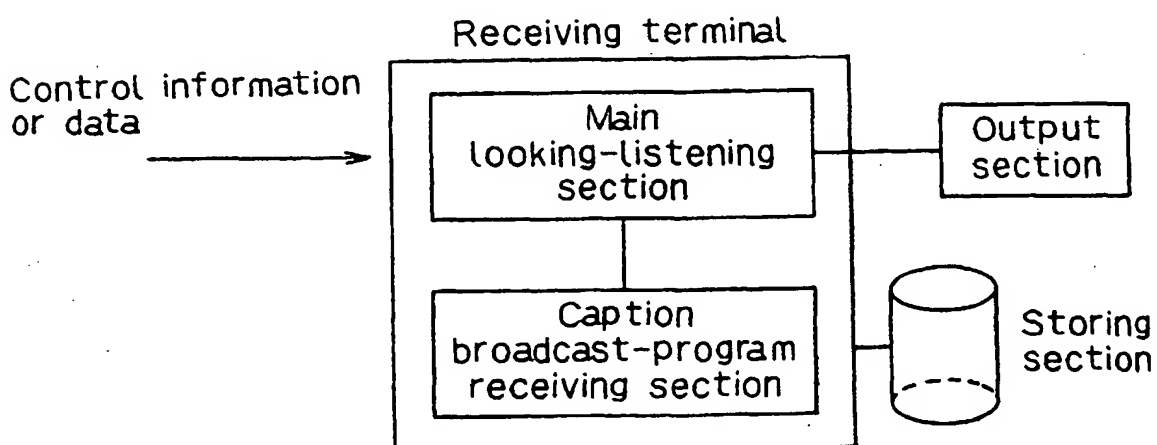 Receiving terminal
Control information
or data
Main
looking-listening
section
Output
section
Caption
broadcast-program
receiving section
Storing
section